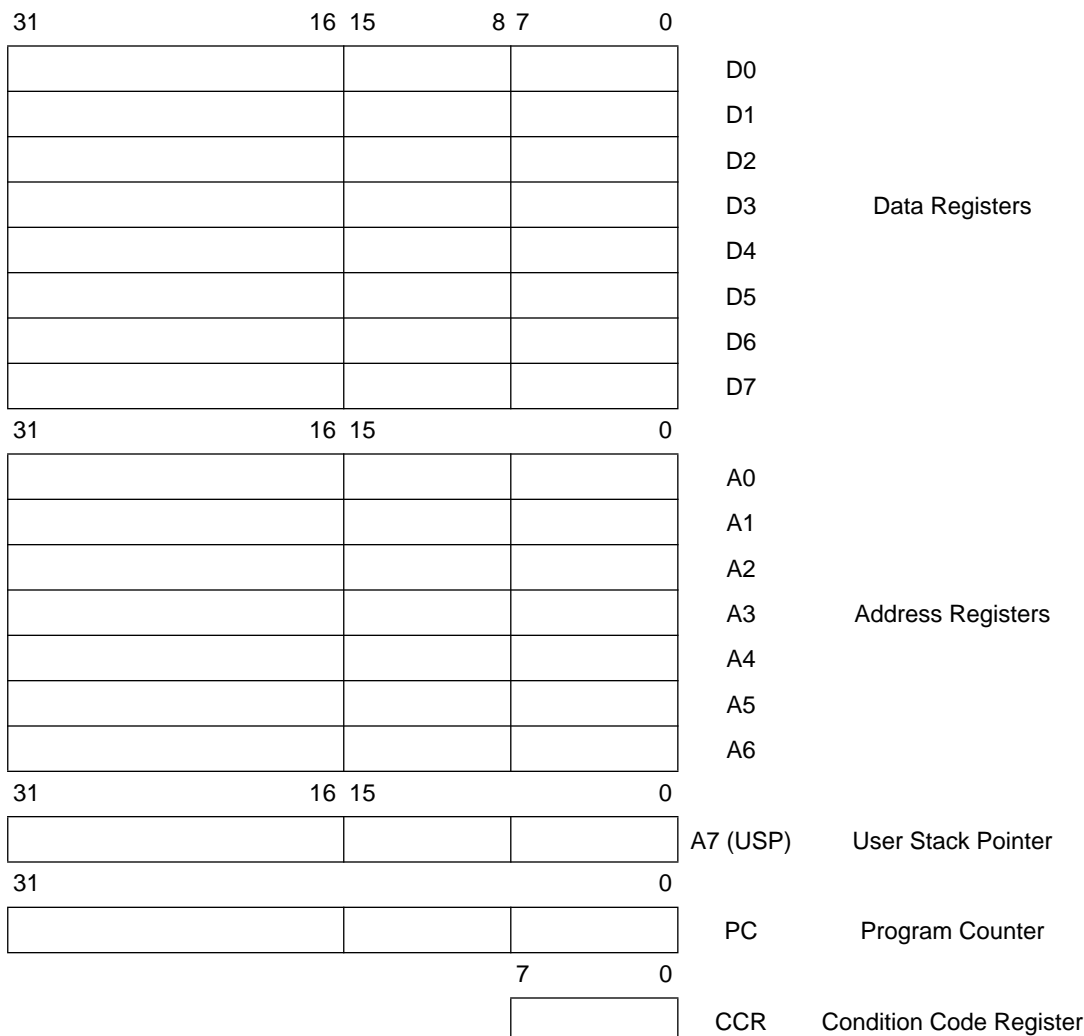 31 16 15 8 7 0
D0
D1
D2
D3 Data Registers
D4
D5
D6
D7
31 16 15 0
A0
A1
A2
A3 Address Registers
A4
A5
A6
31 16 15 0
A7 (USP) User Stack Pointer
31 0
PC Program Counter
7 0
CCR Condition Code Register